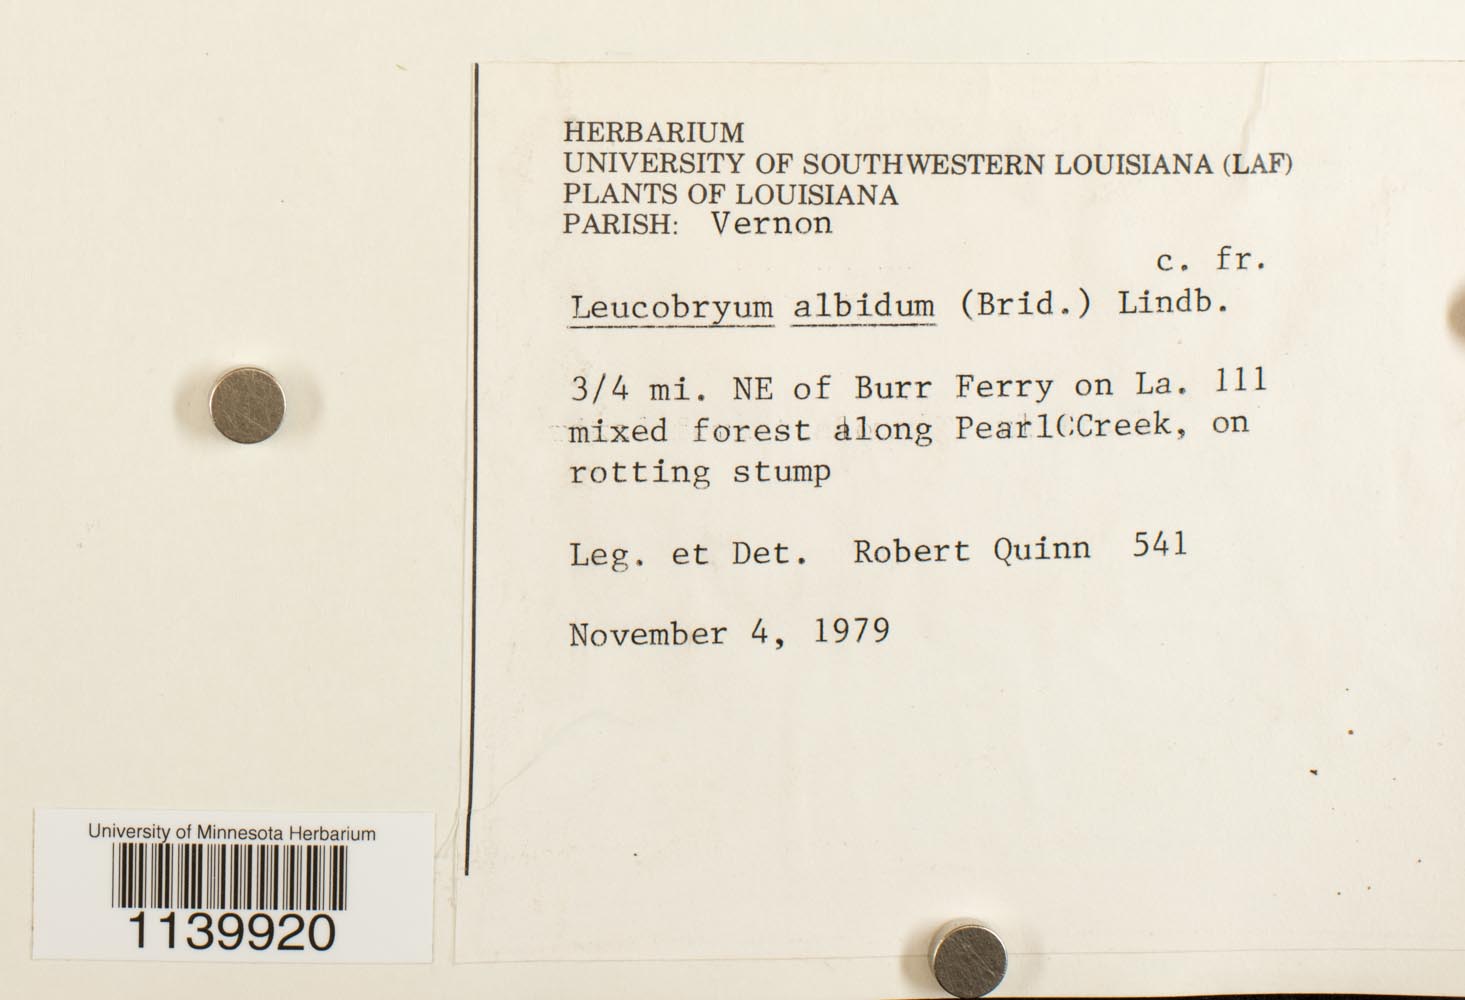 HERBARIUM
UNIVERSITY OF SOUTHWESTERN LOUISIANA (LAF)
PLANTS OF LOUISIANA
PARISH: Vernon
c. fr.
Leucobryum albidum (Brid.) Lindb.
3/4 mi. NE of Burr Ferry on La. 111
mixed forest along Pearl Creek, on
rotting stump
Leg. et Det. Robert Quinn 541
November 4, 1979
University of Minnesota Herbarium
1139920